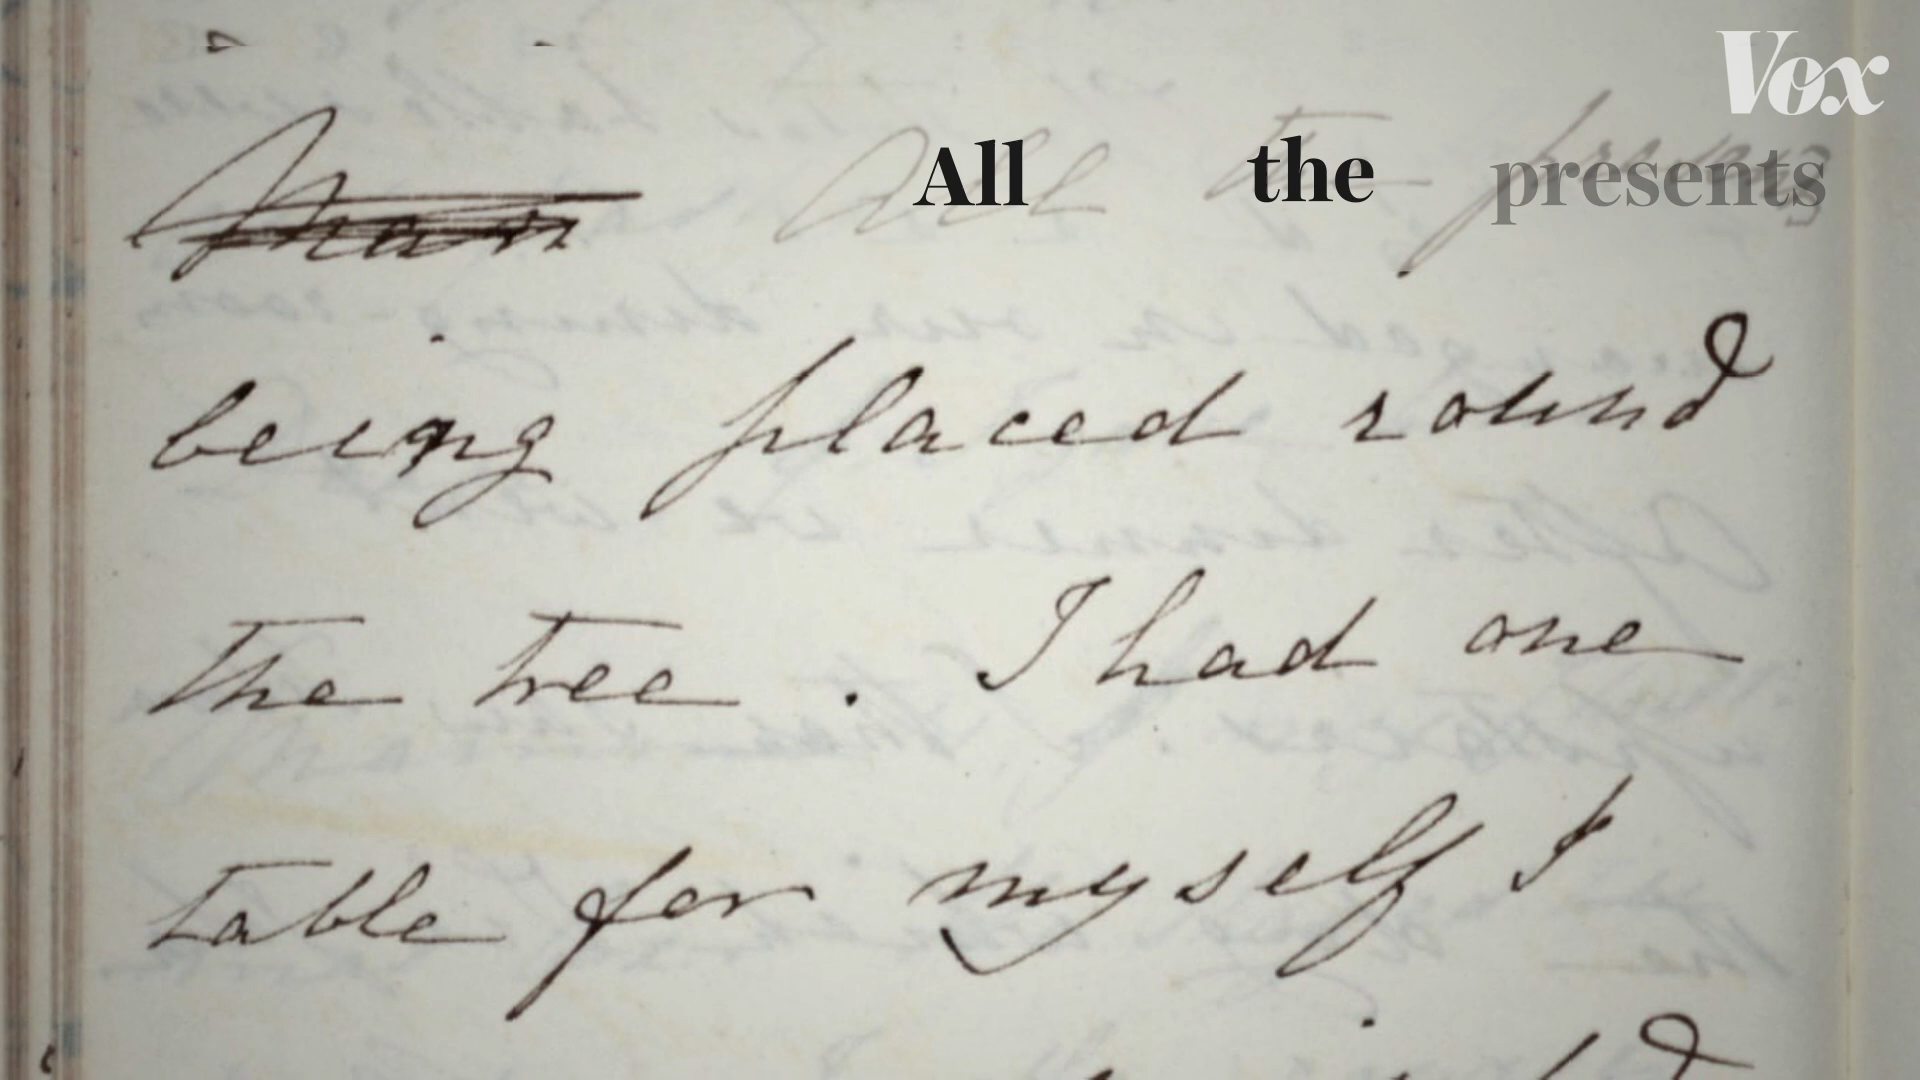 Vox
All the presents
being placed round
the tree. I had one
table for myself I